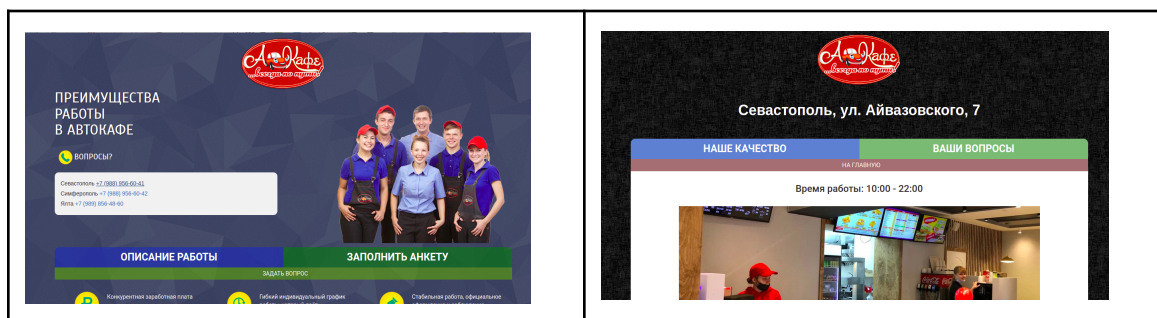 АвтоКафе
...всегда по пути!
ПРЕИМУЩЕСТВА
РАБОТЫ
В АВТОКАФЕ
ВОПРОСЫ?
Севастополь +7 (988) 956-60-41
Симферополь +7 (988) 956-60-42
Ялта +7 (989) 856-48-60
ОПИСАНИЕ РАБОТЫ
ЗАПОЛНИТЬ АНКЕТУ
ЗАДАТЬ ВОПРОС
Конкурентная заработная плата
Гибкий индивидуальный график
Стабильная работа, официальное
АвтоКафе
...всегда по пути!
Севастополь, ул. Айвазовского, 7
НАШЕ КАЧЕСТВО
ВАШИ ВОПРОСЫ
НА ГЛАВНУЮ
Время работы: 10:00 - 22:00